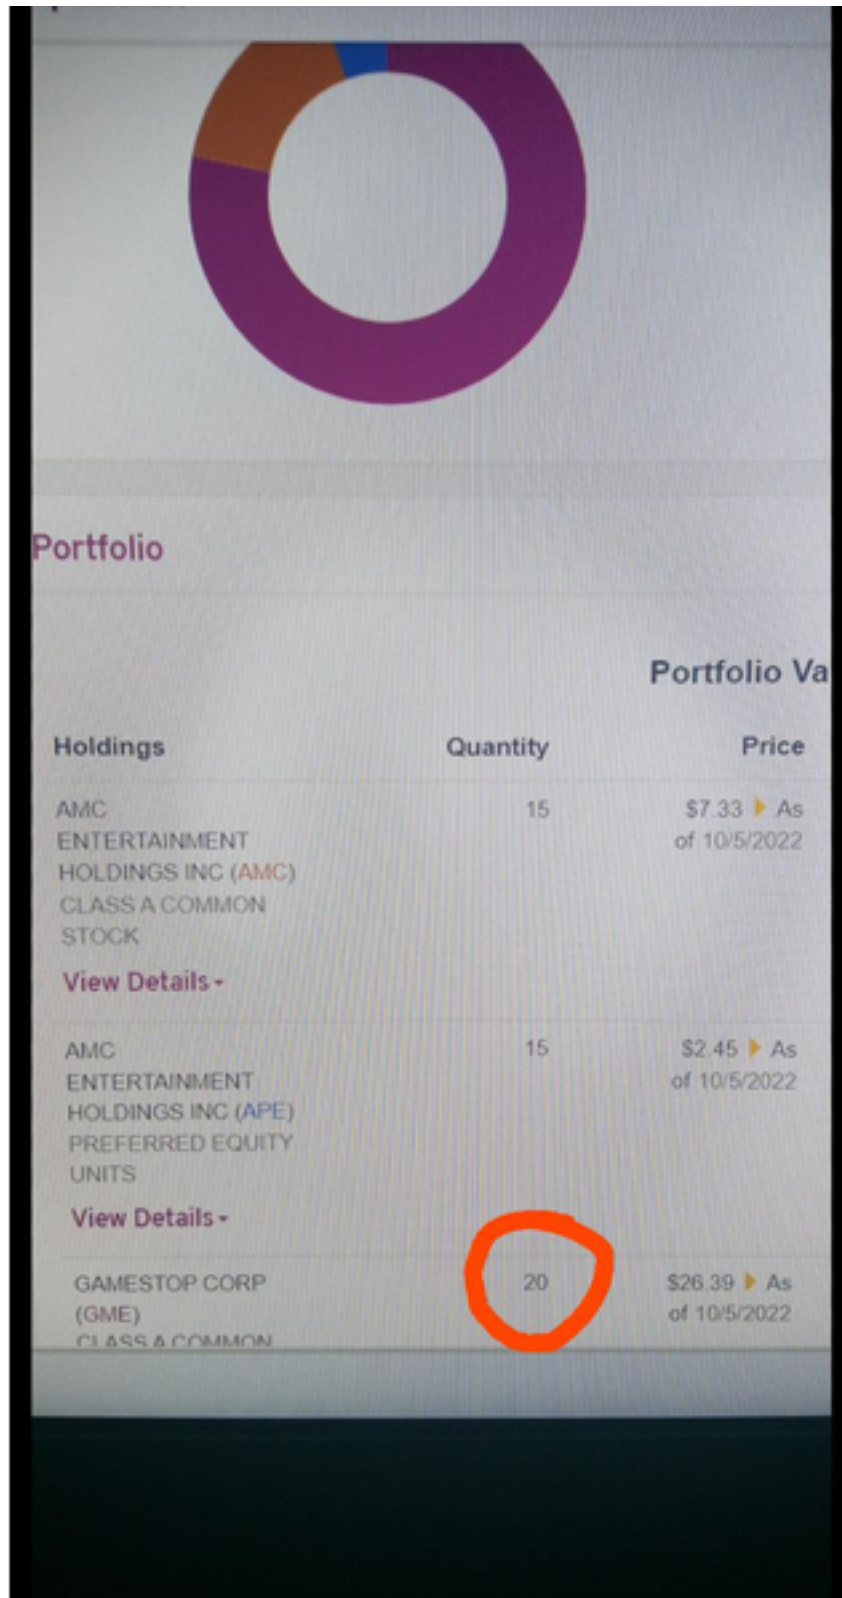 Portfolio
Portfolio Va
Holdings Quantity Price
AMC 15 $7.33 As
ENTERTAINMENT of 10/5/2022
HOLDINGS INC (AMC)
CLASS A COMMON
STOCK
View Details
AMC 15 $2.45 As
ENTERTAINMENT of 10/5/2022
HOLDINGS INC (APE)
PREFERRED EQUITY
UNITS
View Details
GAMESTOP CORP 20 $26.39 As
(GME) of 10/5/2022
CLASS A COMMON